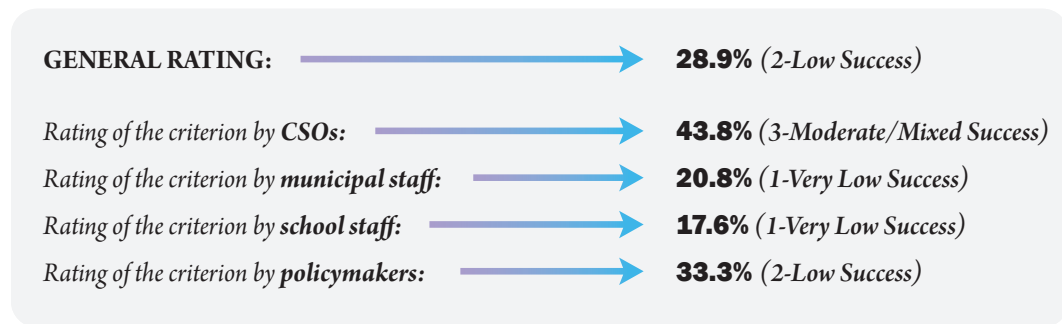 GENERAL RATING: 28.9% (2-Low Success)
Rating of the criterion by CSOs: 43.8% (3-Moderate/Mixed Success)
Rating of the criterion by municipal staff: 20.8% (1-Very Low Success)
Rating of the criterion by school staff: 17.6% (1-Very Low Success)
Rating of the criterion by policymakers: 33.3% (2-Low Success)